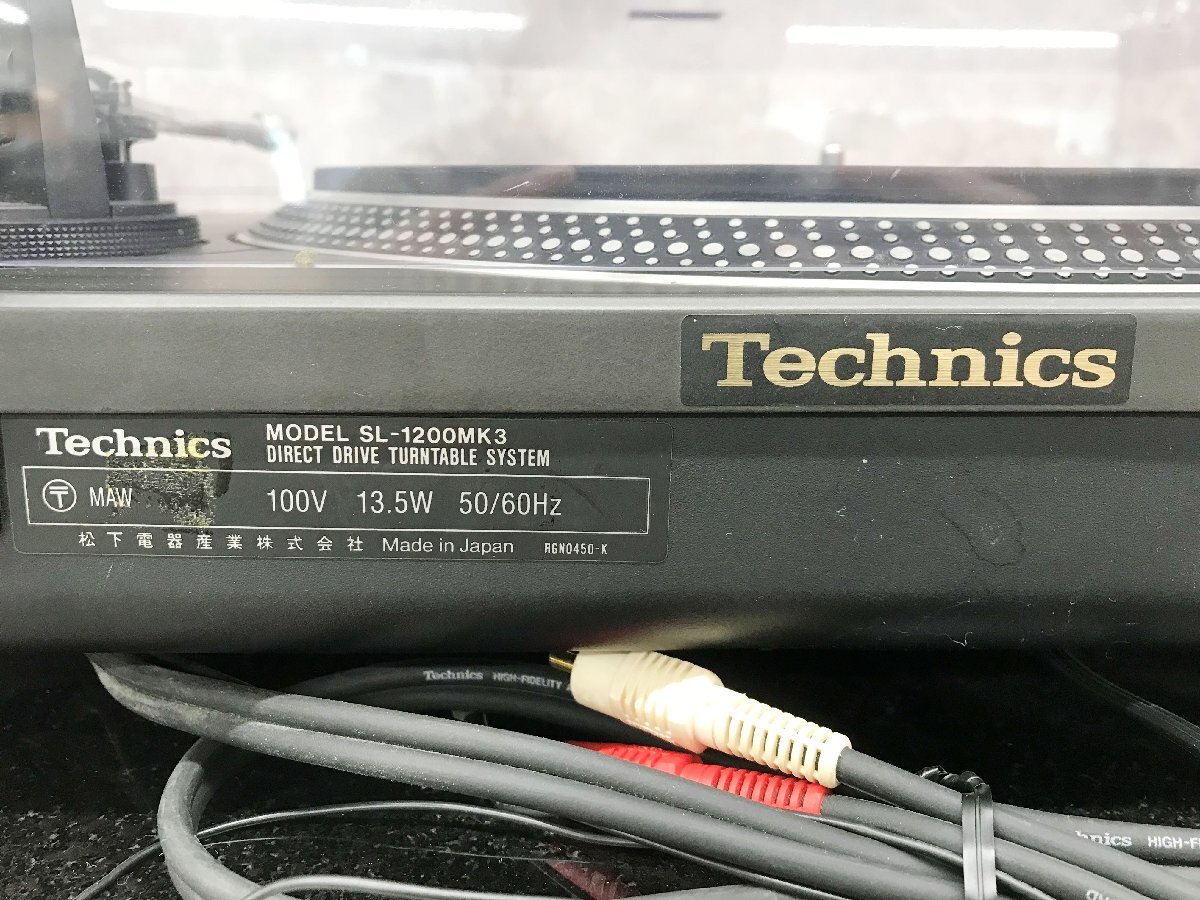 Technics
Technics
MODEL SL-1200MK3
DIRECT DRIVE TURNTABLE SYSTEM
〒 MAW 100V 13.5W 50/60Hz
松下電器産業株式会社 Made in Japan RGN0450-K
Technics HIGH-FIDELITY
hnics HIGH-F